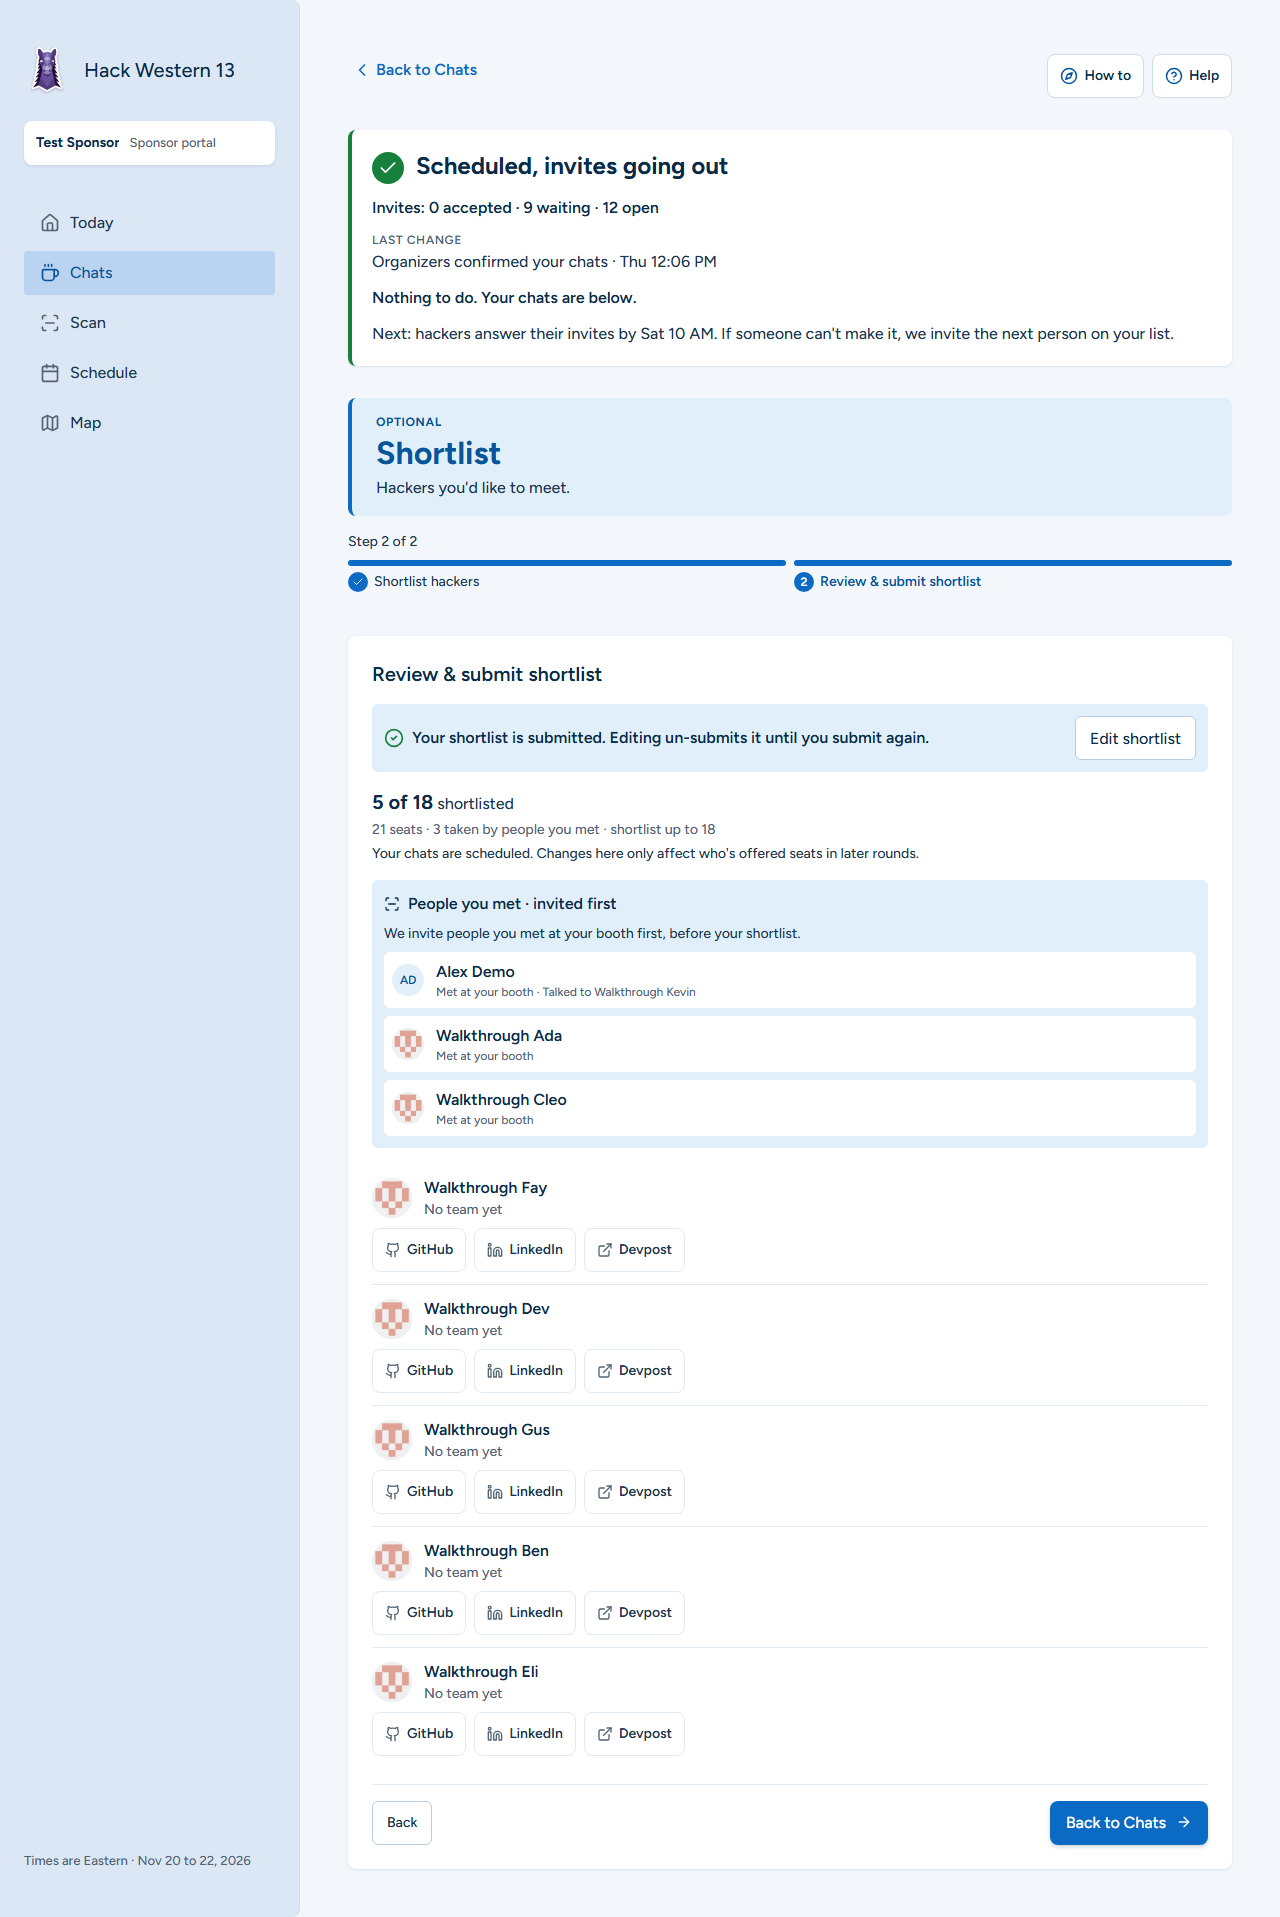 Hack Western 13
Test Sponsor Sponsor portal
Today
Chats
Scan
Schedule
Map
Times are Eastern · Nov 20 to 22, 2026
Back to Chats
How to
Help
Scheduled, invites going out
Invites: 0 accepted · 9 waiting · 12 open
LAST CHANGE
Organizers confirmed your chats · Thu 12:06 PM
Nothing to do. Your chats are below.
Next: hackers answer their invites by Sat 10 AM. If someone can't make it, we invite the next person on your list.
OPTIONAL
Shortlist
Hackers you'd like to meet.
Step 2 of 2
Shortlist hackers
2 Review & submit shortlist
Review & submit shortlist
Your shortlist is submitted. Editing un-submits it until you submit again.
Edit shortlist
5 of 18 shortlisted
21 seats · 3 taken by people you met · shortlist up to 18
Your chats are scheduled. Changes here only affect who's offered seats in later rounds.
People you met · invited first
We invite people you met at your booth first, before your shortlist.
AD
Alex Demo
Met at your booth · Talked to Walkthrough Kevin
Walkthrough Ada
Met at your booth
Walkthrough Cleo
Met at your booth
Walkthrough Fay
No team yet
GitHub LinkedIn Devpost
Walkthrough Dev
No team yet
GitHub LinkedIn Devpost
Walkthrough Gus
No team yet
GitHub LinkedIn Devpost
Walkthrough Ben
No team yet
GitHub LinkedIn Devpost
Walkthrough Eli
No team yet
GitHub LinkedIn Devpost
Back
Back to Chats